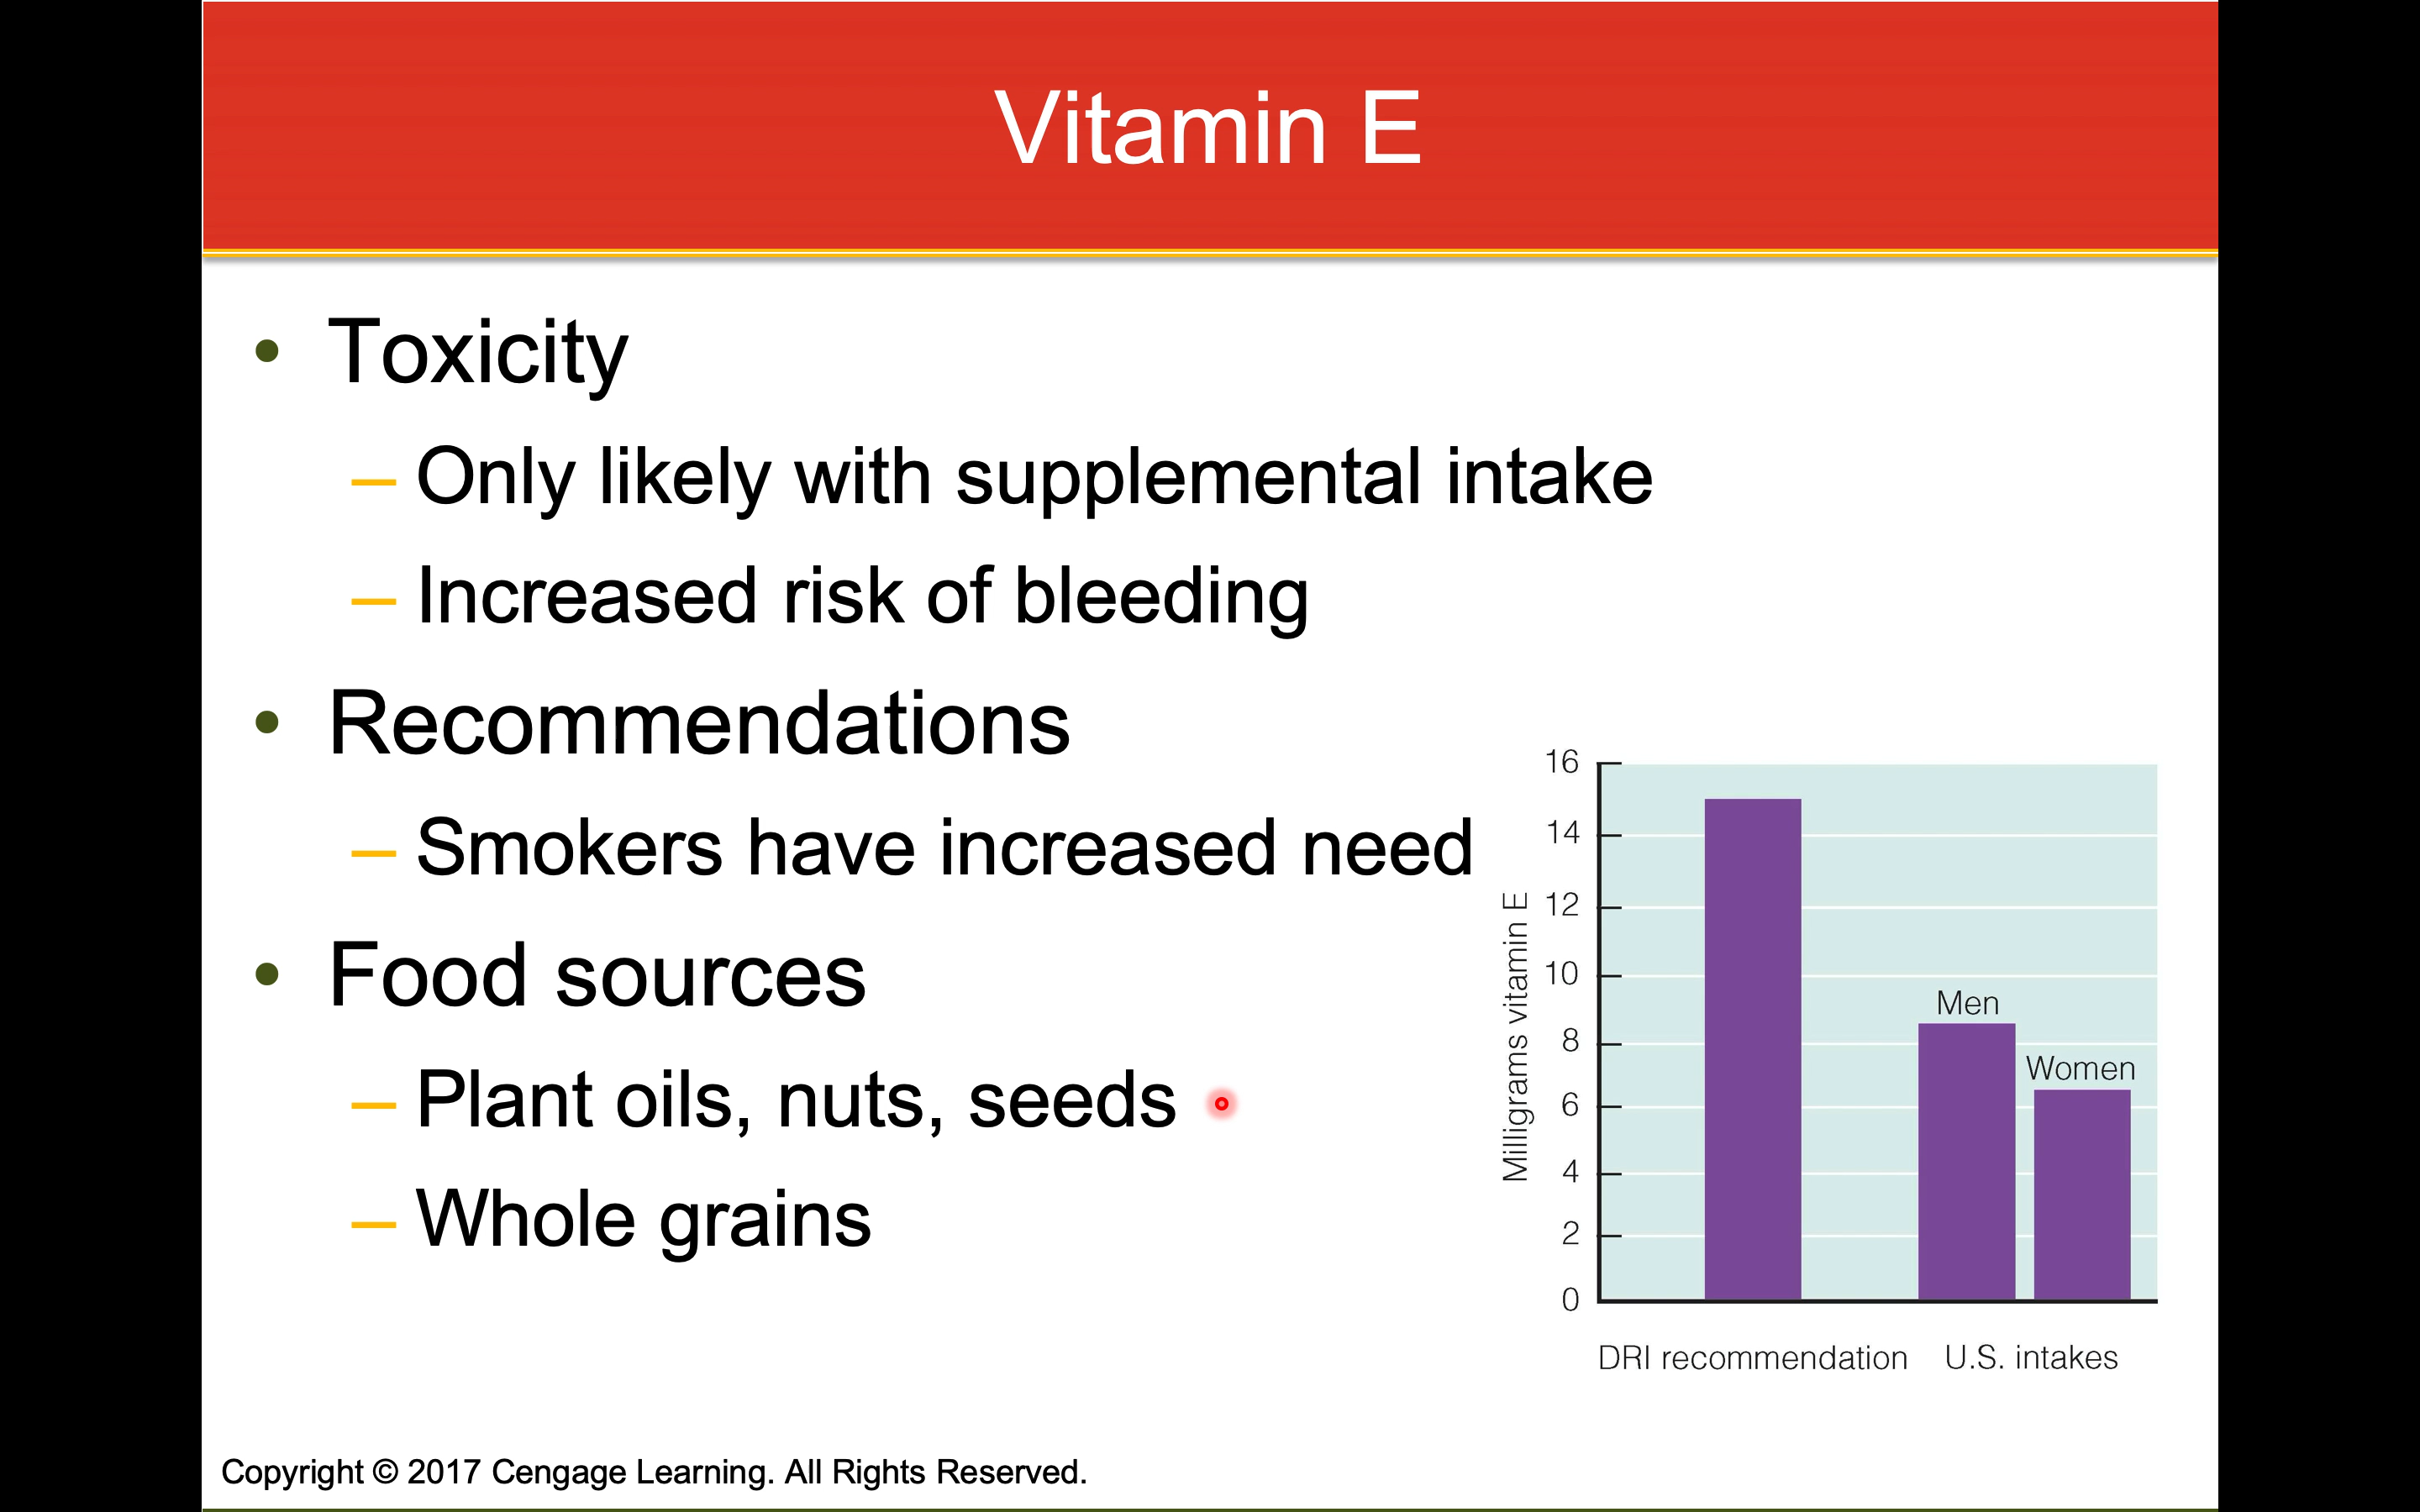 Vitamin E
• Toxicity
– Only likely with supplemental intake
– Increased risk of bleeding
• Recommendations
– Smokers have increased need
• Food sources
– Plant oils, nuts, seeds
– Whole grains
Milligrams vitamin E
16
14
12
10
8
6
4
2
0
Men
Women
DRI recommendation U.S. intakes
Copyright © 2017 Cengage Learning. All Rights Reserved.